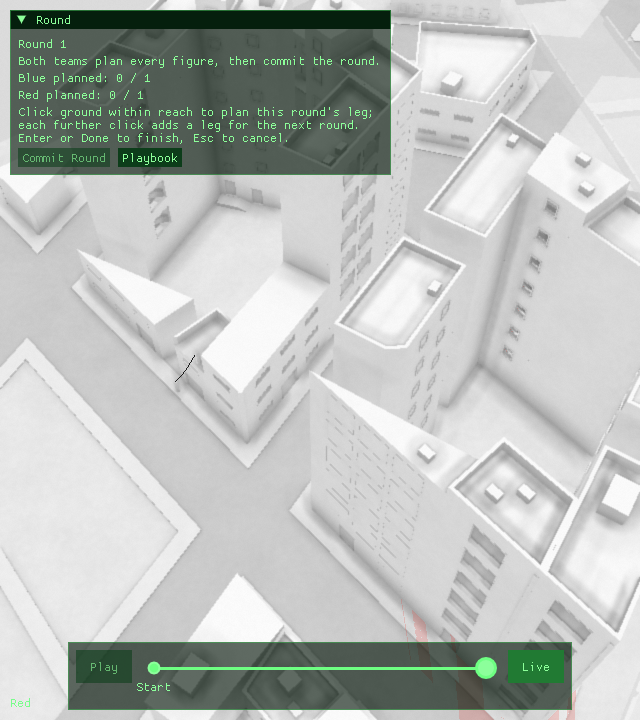 Round
Round 1
Both teams plan every figure, then commit the round.
Blue planned: 0 / 1
Red planned: 0 / 1
Click ground within reach to plan this round's leg;
each further click adds a leg for the next round.
Enter or Done to finish, Esc to cancel.
Commit Round Playbook
Play Live
Start
Red